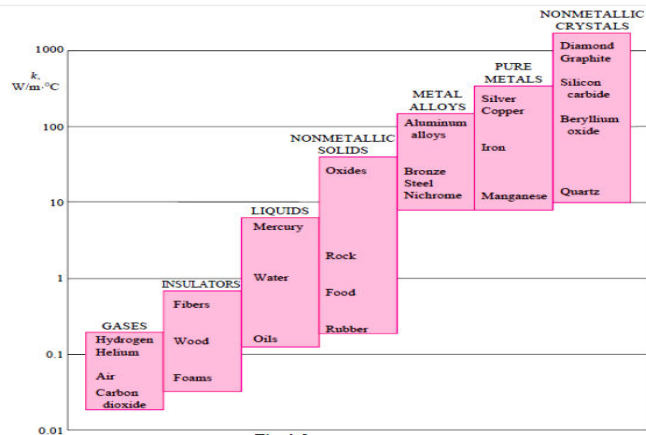 1000
k,
W/m·°C
100
10
1
0.1
0.01
GASES
Hydrogen
Helium
Air
Carbon
dioxide
INSULATORS
Fibers
Wood
Foams
LIQUIDS
Mercury
Water
Oils
NONMETALLIC
SOLIDS
Oxides
Rock
Food
Rubber
METAL
ALLOYS
Aluminum
alloys
Bronze
Steel
Nichrome
PURE
METALS
Silver
Copper
Iron
Manganese
NONMETALLIC
CRYSTALS
Diamond
Graphite
Silicon
carbide
Beryllium
oxide
Quartz